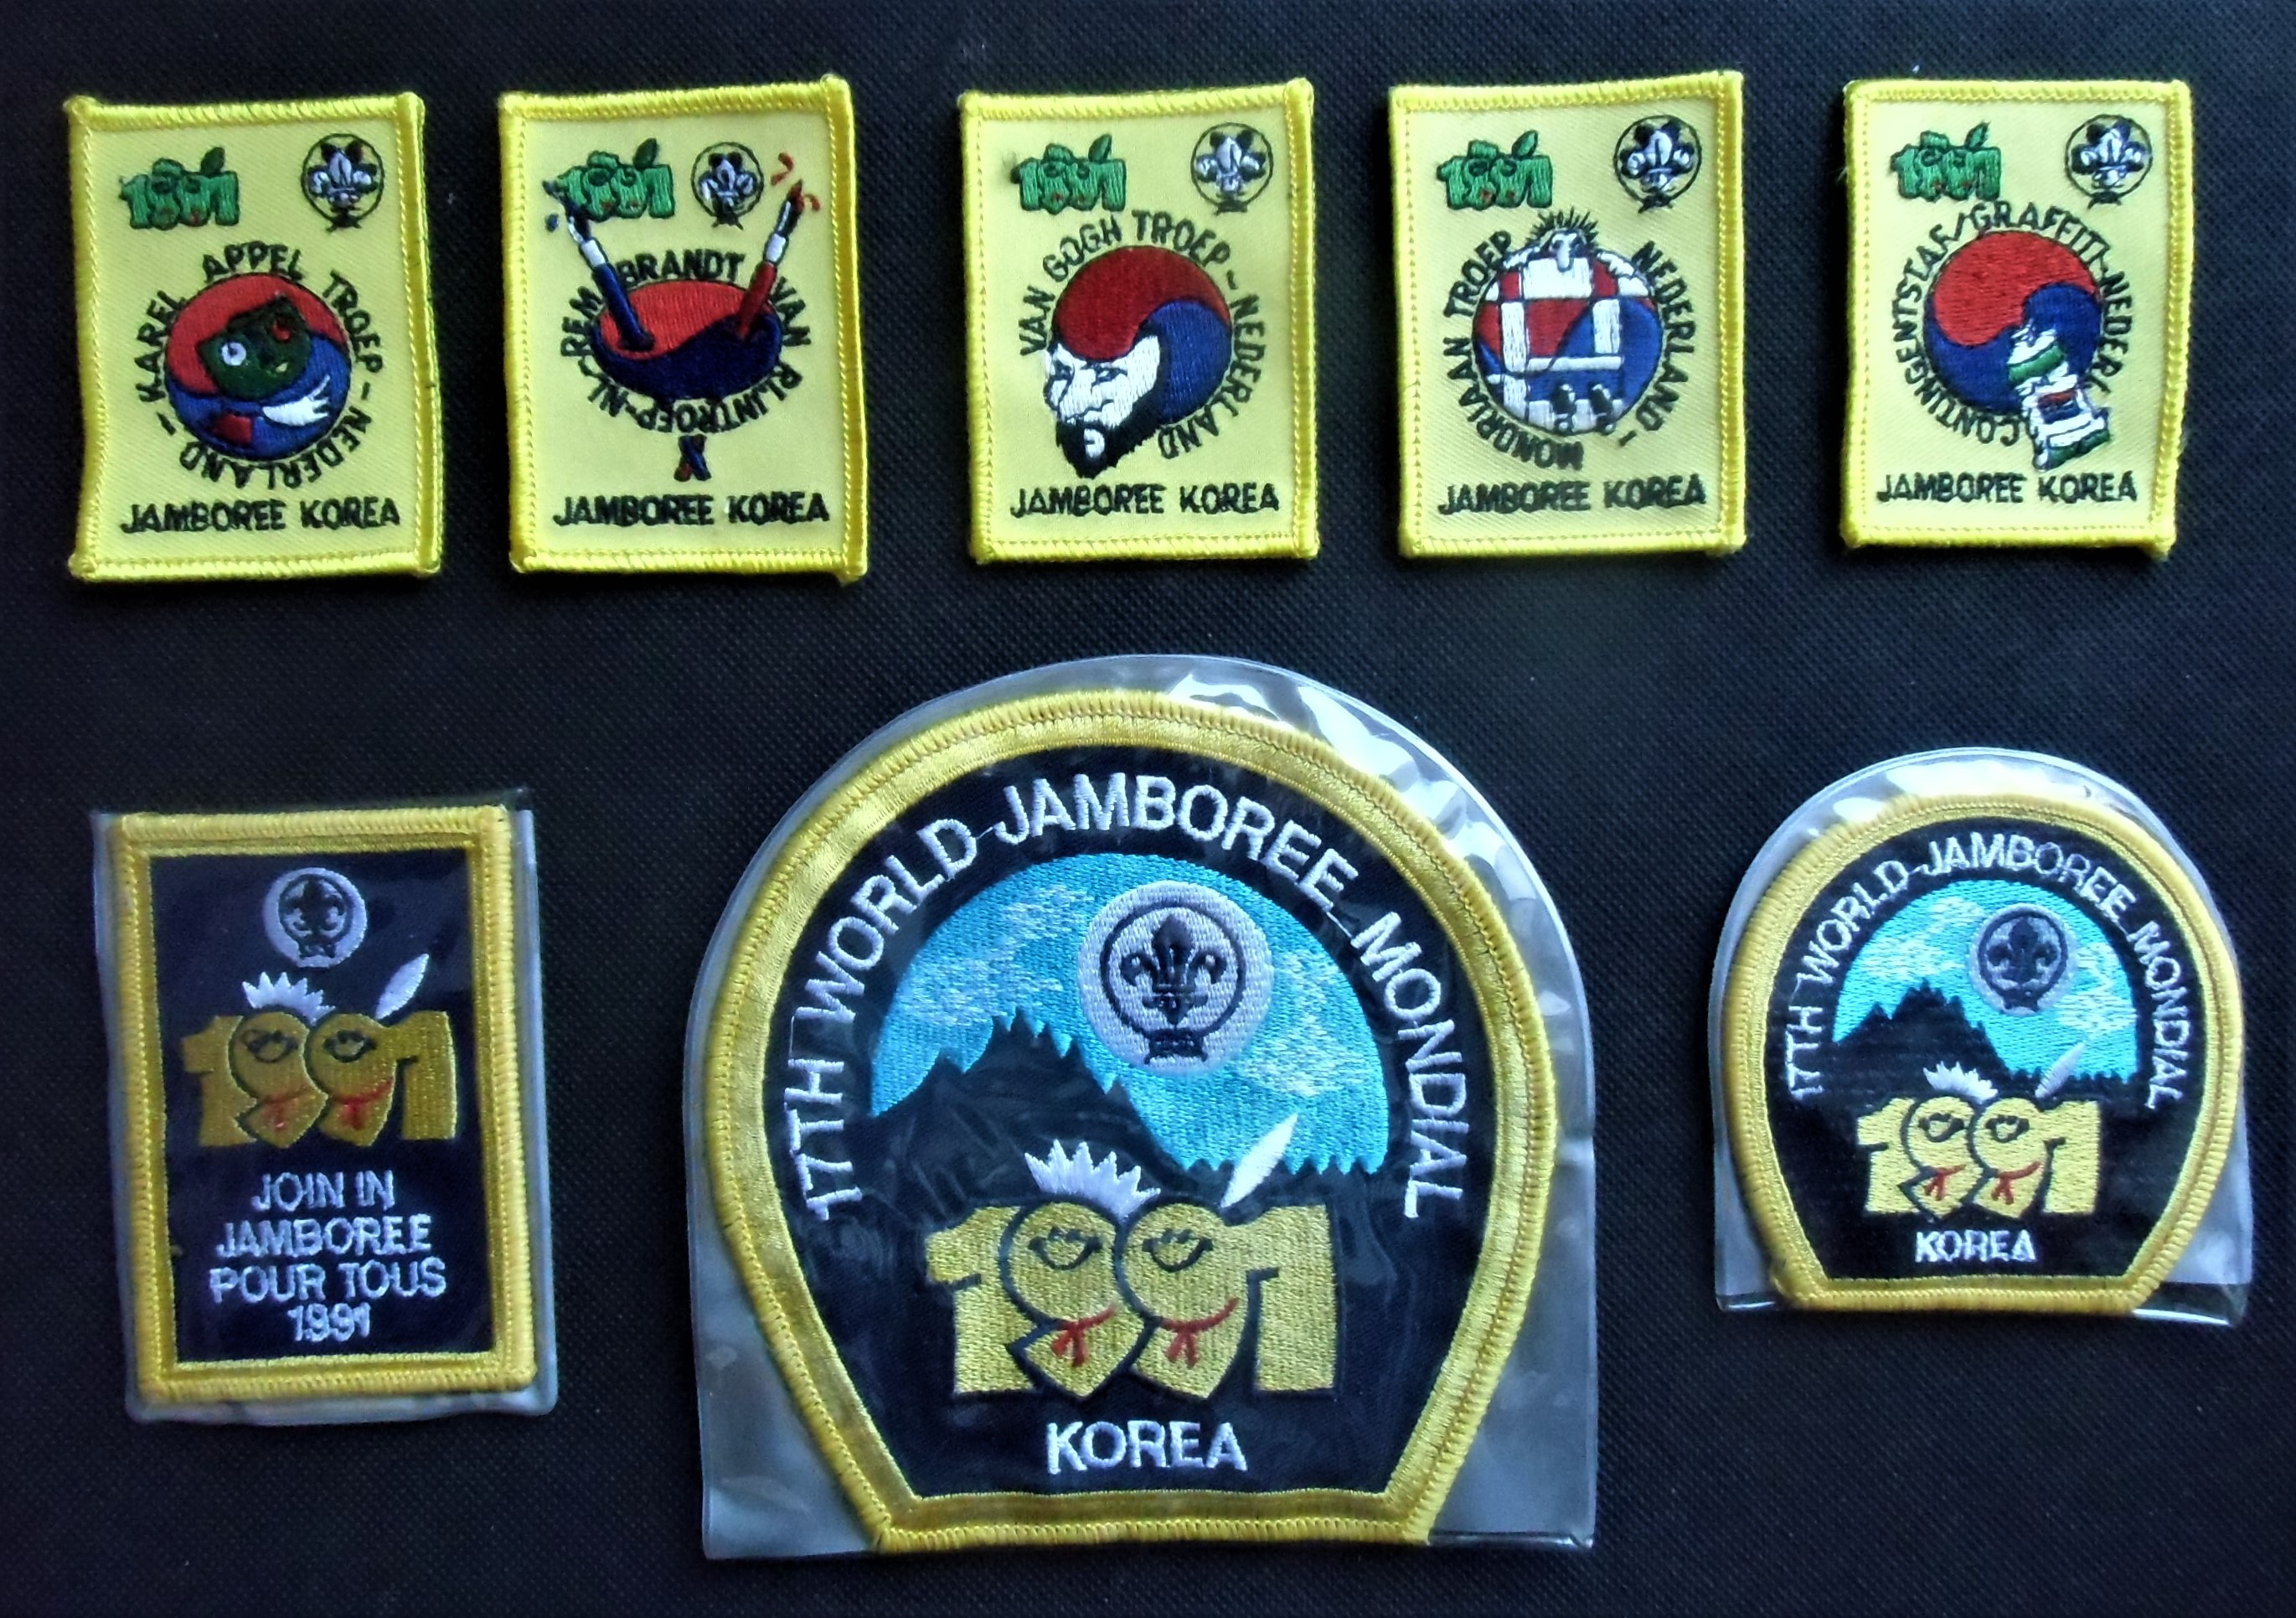 1991
KAREL APPEL TROEP - NEDERLAND -
JAMBOREE KOREA
1991
REMBRANDT VAN RIJNTROEP-NL-
JAMBOREE KOREA
1991
VAN GOGH TROEP - NEDERLAND
JAMBOREE KOREA
1991
MONDRIAAN TROEP NEDERLAND -
JAMBOREE KOREA
1991
CONTINGENTSTAF/GRAFFITI-NEDERL
JAMBOREE KOREA
1991
JOIN IN
JAMBOREE
POUR TOUS
1991
17TH WORLD JAMBOREE MONDIAL
1991
KOREA
17TH WORLD JAMBOREE MONDIAL
1991
KOREA